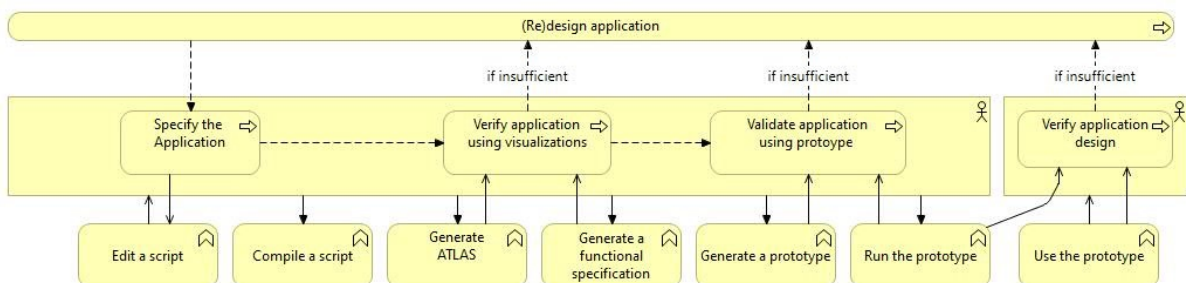 (Re)design application
if insufficient
if insufficient
if insufficient
Specify the
Application
Verify application
using visualizations
Validate application
using protoype
Verify application
design
Edit a script
Compile a script
Generate
ATLAS
Generate a
functional
specification
Generate a prototype
Run the prototype
Use the prototype